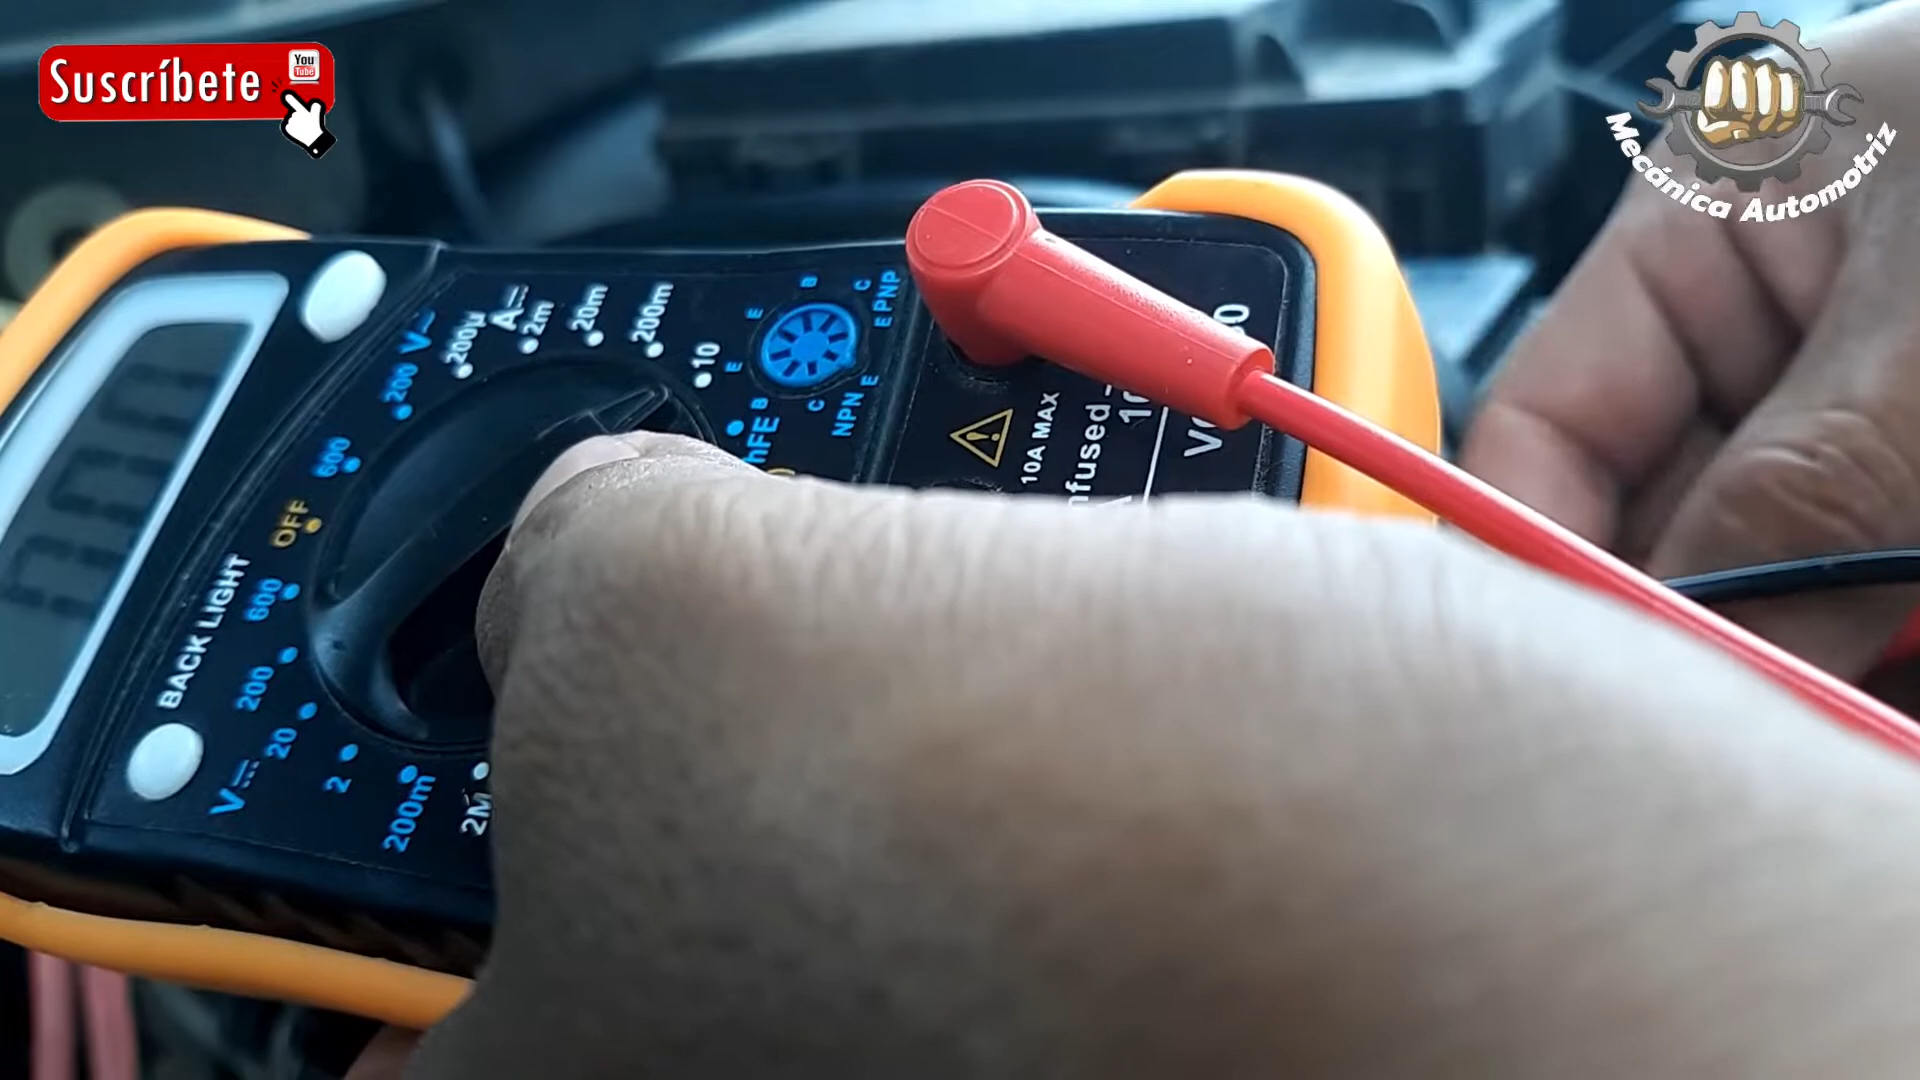 Suscríbete
You
Tube
Mecánica Automotriz
BACK LIGHT
OFF
600
200
V
200µ
A
2m
20m
200m
10
hFE
E
B
C
E
PNP
E
B
C
E
NPN
600
200
20
2
200m
V
2M
10A MAX